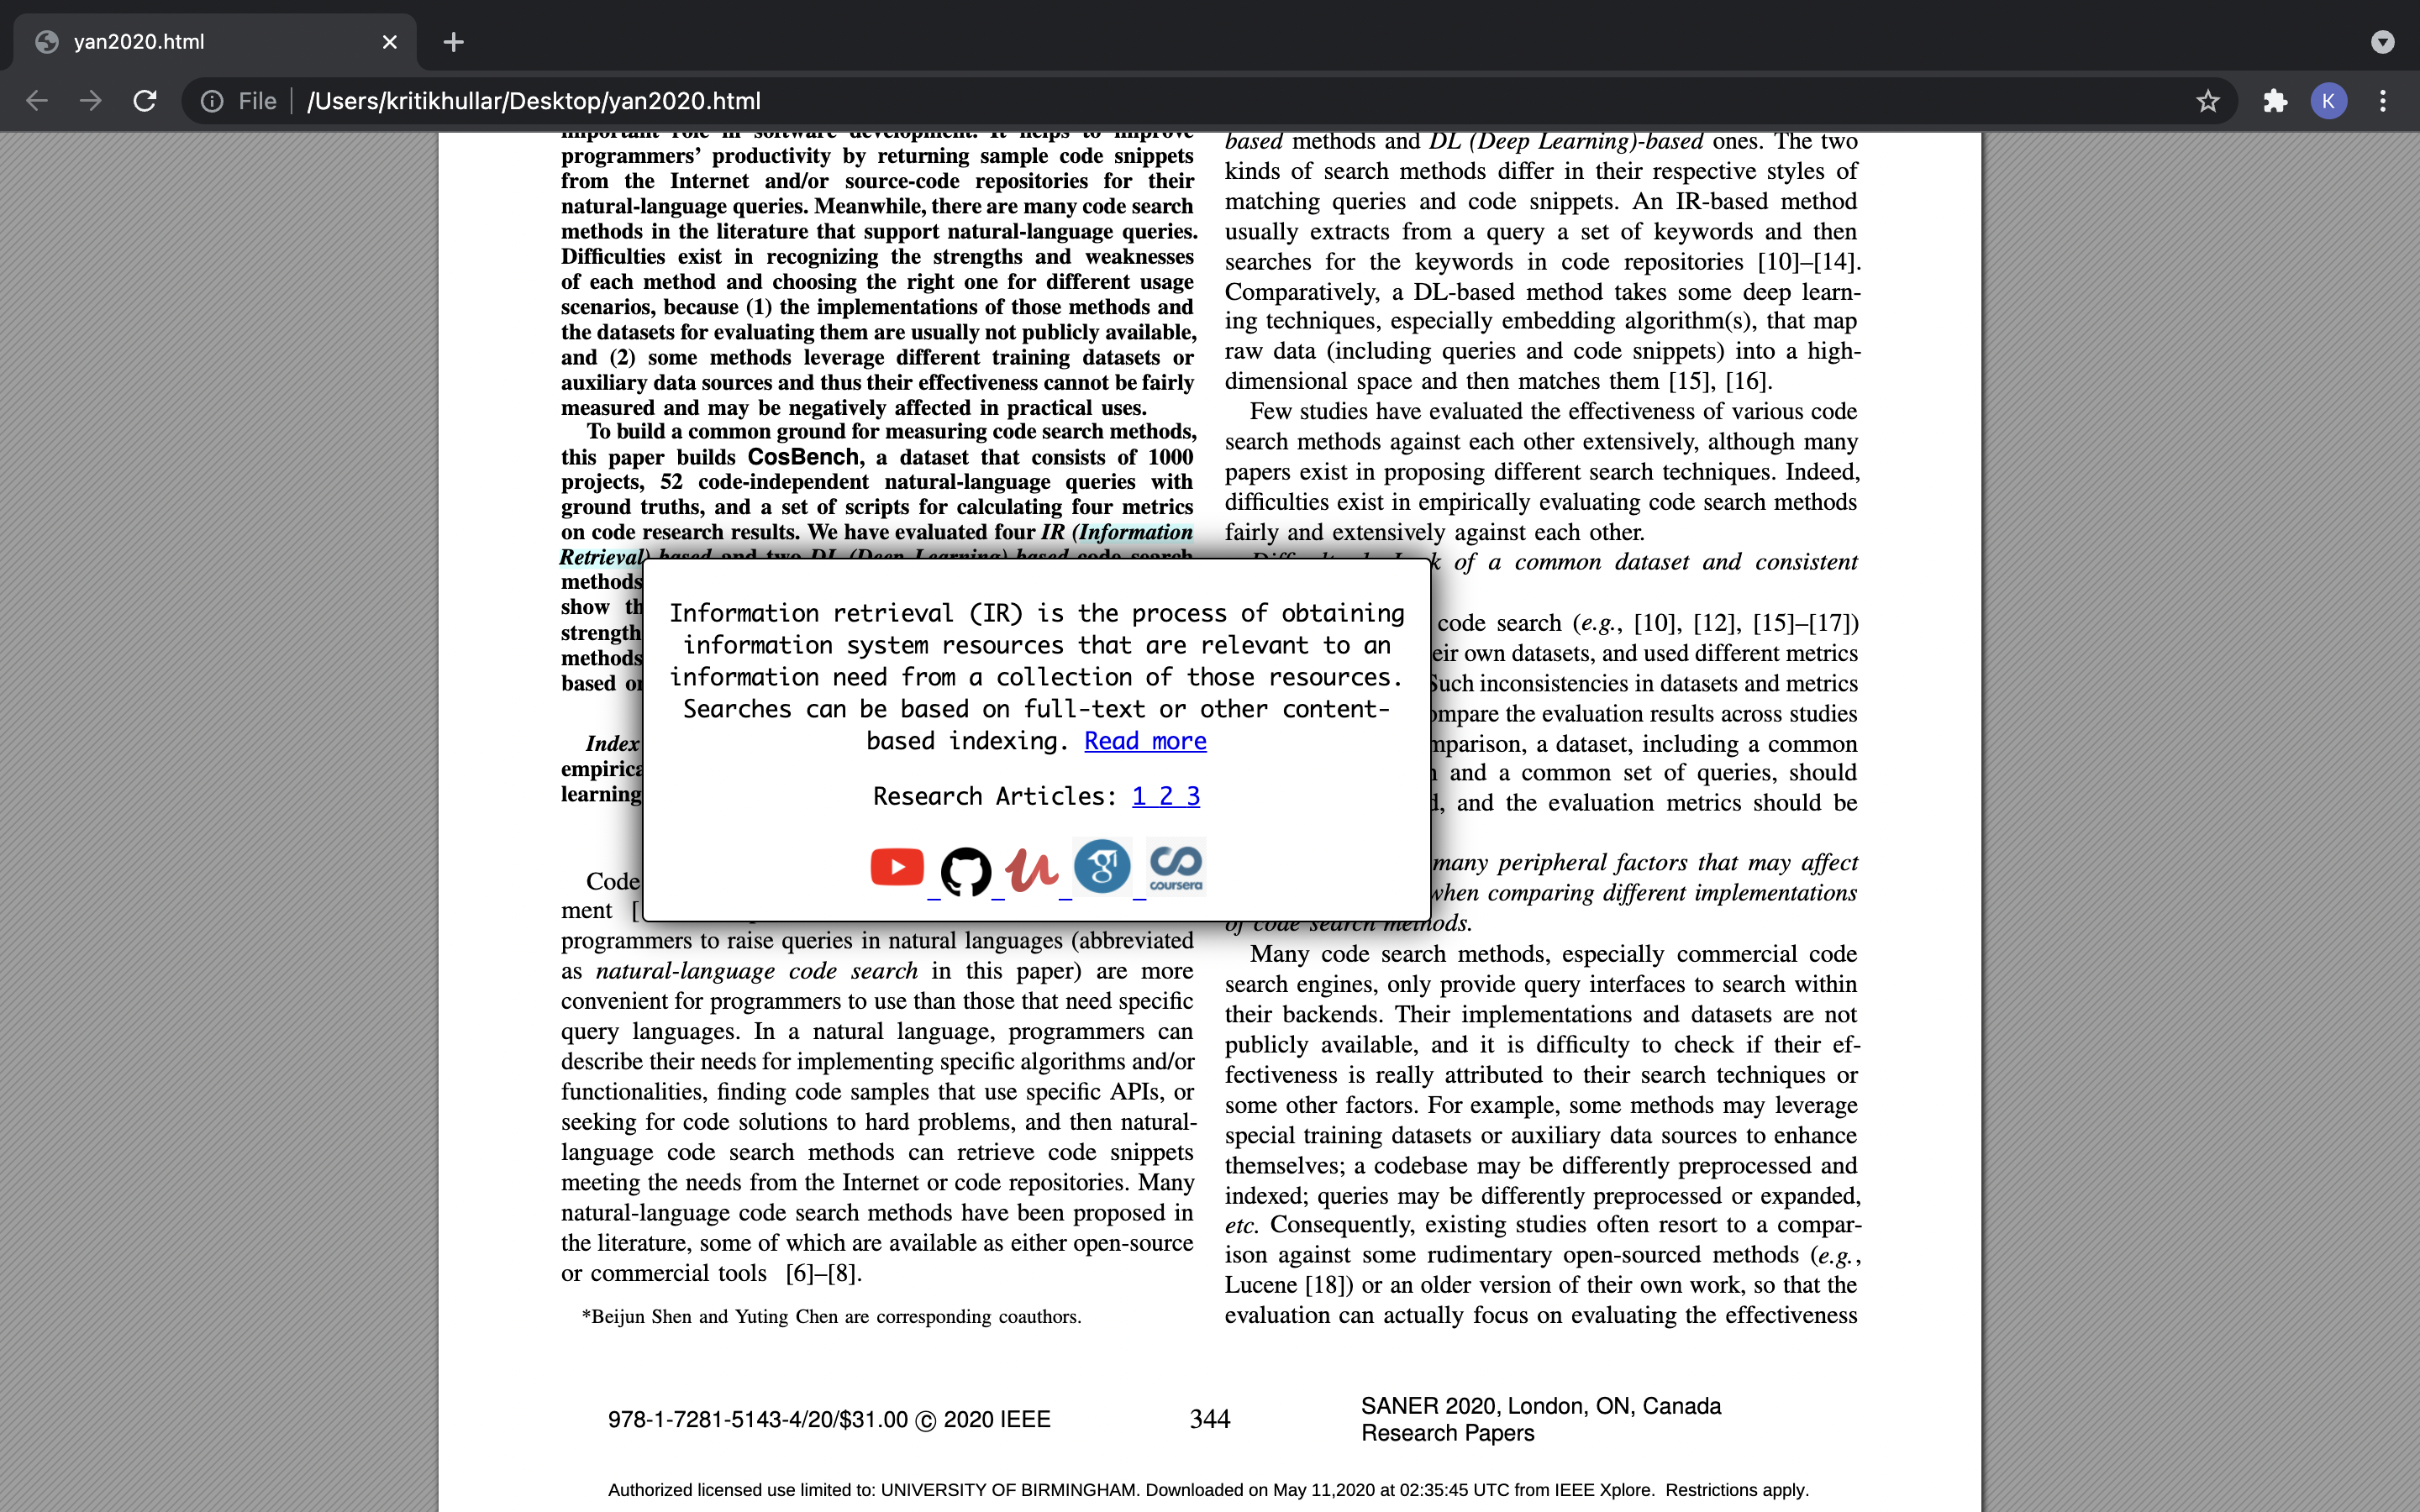 yan2020.html
File
/Users/kritikhullar/Desktop/yan2020.html
K
important role in software development. It helps to improve
programmers’ productivity by returning sample code snippets
from the Internet and/or source-code repositories for their
natural-language queries. Meanwhile, there are many code search
methods in the literature that support natural-language queries.
Difficulties exist in recognizing the strengths and weaknesses
of each method and choosing the right one for different usage
scenarios, because (1) the implementations of those methods and
the datasets for evaluating them are usually not publicly available,
and (2) some methods leverage different training datasets or
auxiliary data sources and thus their effectiveness cannot be fairly
measured and may be negatively affected in practical uses.
To build a common ground for measuring code search methods,
this paper builds CosBench, a dataset that consists of 1000
projects, 52 code-independent natural-language queries with
ground truths, and a set of scripts for calculating four metrics
on code research results. We have evaluated four IR (Information
Retrieval)-based and two DL (Deep Learning)-based code search
methods
show
strength
methods
based
Index
empirica
learning
Code
ment [
programmers to raise queries in natural languages (abbreviated
as natural-language code search in this paper) are more
convenient for programmers to use than those that need specific
query languages. In a natural language, programmers can
describe their needs for implementing specific algorithms and/or
functionalities, finding code samples that use specific APIs, or
seeking for code solutions to hard problems, and then natural-
language code search methods can retrieve code snippets
meeting the needs from the Internet or code repositories. Many
natural-language code search methods have been proposed in
the literature, some of which are available as either open-source
or commercial tools [6]–[8].
*Beijun Shen and Yuting Chen are corresponding coauthors.
Information retrieval (IR) is the process of obtaining
information system resources that are relevant to an
information need from a collection of those resources.
Searches can be based on full-text or other content-
based indexing. Read more
Research Articles: 1 2 3
coursera
based methods and DL (Deep Learning)-based ones. The two
kinds of search methods differ in their respective styles of
matching queries and code snippets. An IR-based method
usually extracts from a query a set of keywords and then
searches for the keywords in code repositories [10]–[14].
Comparatively, a DL-based method takes some deep learn-
ing techniques, especially embedding algorithm(s), that map
raw data (including queries and code snippets) into a high-
dimensional space and then matches them [15], [16].
Few studies have evaluated the effectiveness of various code
search methods against each other extensively, although many
papers exist in proposing different search techniques. Indeed,
difficulties exist in empirically evaluating code search methods
fairly and extensively against each other.
of a common dataset and consistent
code search (e.g., [10], [12], [15]–[17])
eir own datasets, and used different metrics
Such inconsistencies in datasets and metrics
ompare the evaluation results across studies
mparison, a dataset, including a common
and a common set of queries, should
, and the evaluation metrics should be
many peripheral factors that may affect
when comparing different implementations
of code search methods.
Many code search methods, especially commercial code
search engines, only provide query interfaces to search within
their backends. Their implementations and datasets are not
publicly available, and it is difficulty to check if their ef-
fectiveness is really attributed to their search techniques or
some other factors. For example, some methods may leverage
special training datasets or auxiliary data sources to enhance
themselves; a codebase may be differently preprocessed and
indexed; queries may be differently preprocessed or expanded,
etc. Consequently, existing studies often resort to a compar-
ison against some rudimentary open-sourced methods (e.g.,
Lucene [18]) or an older version of their own work, so that the
evaluation can actually focus on evaluating the effectiveness
978-1-7281-5143-4/20/$31.00 © 2020 IEEE
344
SANER 2020, London, ON, Canada
Research Papers
Authorized licensed use limited to: UNIVERSITY OF BIRMINGHAM. Downloaded on May 11,2020 at 02:35:45 UTC from IEEE Xplore. Restrictions apply.